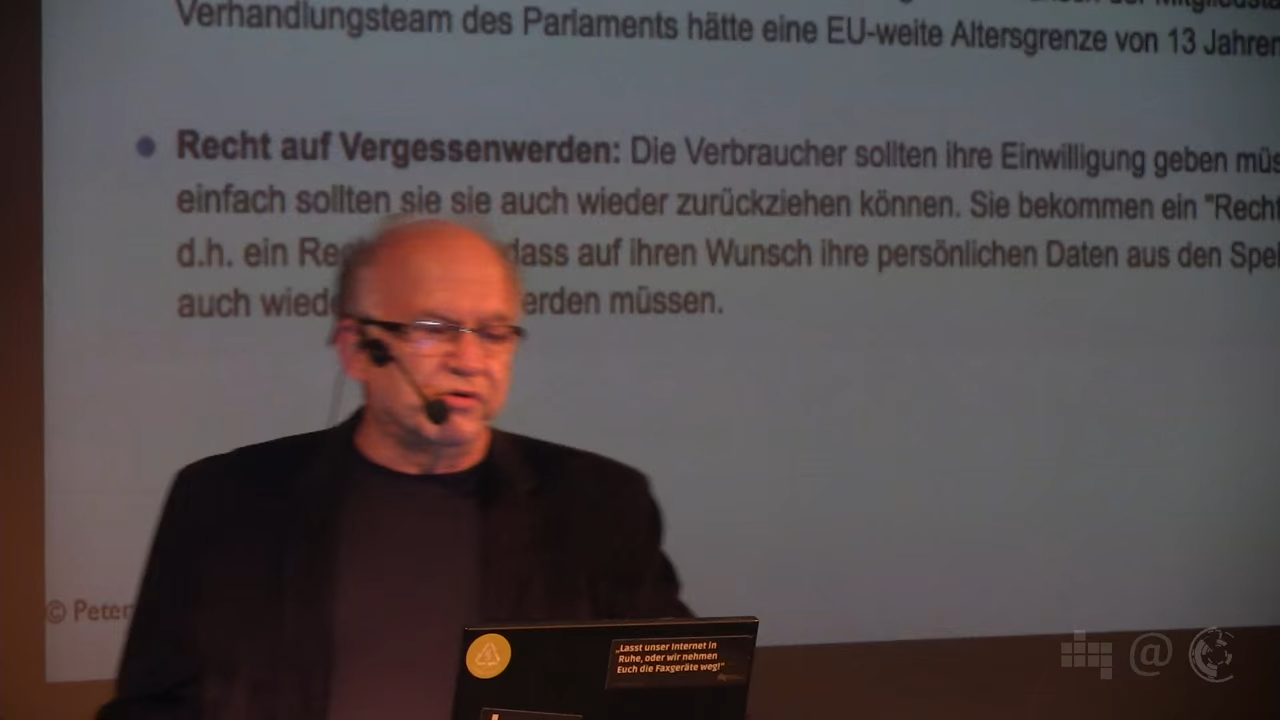 Verhandlungsteam des Parlaments hätte eine EU-weite Altersgrenze von 13 Jahren
Recht auf Vergessenwerden: Die Verbraucher sollten ihre Einwilligung geben
einfach sollten sie sie auch wieder zurückziehen können. Sie bekommen ein "Recht
d.h. ein dass auf ihren Wunsch ihre persönlichen Daten aus den
auch müssen.
© Peter
„Lasst unser Internet in
Ruhe, oder wir nehmen
Euch die Faxgeräte weg!“
@